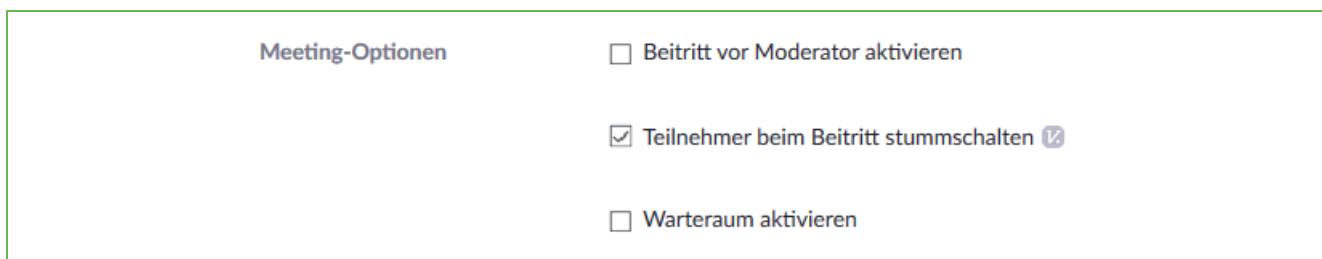 Meeting-Optionen
Beitritt vor Moderator aktivieren
Teilnehmer beim Beitritt stummschalten
Warteraum aktivieren